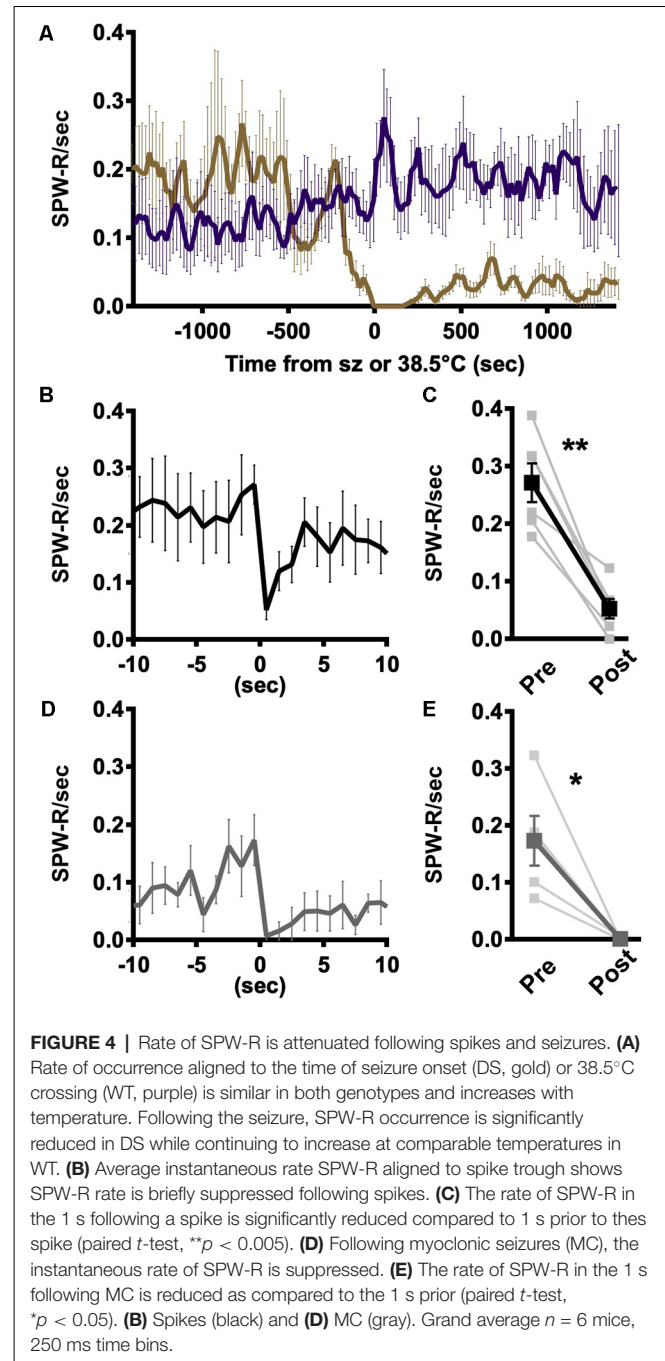 A
SPW-R/sec
0.4
0.3
0.2
0.1
0.0
-1000 -500 0 500 1000
Time from sz or 38.5°C (sec)
B
SPW-R/sec
0.4
0.3
0.2
0.1
0.0
-10 -5 0 5 10
(sec)
C
SPW-R/sec
0.4
0.3
0.2
0.1
0.0
**
Pre Post
D
SPW-R/sec
0.4
0.3
0.2
0.1
0.0
-10 -5 0 5 10
(sec)
E
SPW-R/sec
0.4
0.3
0.2
0.1
0.0
*
Pre Post
FIGURE 4 | Rate of SPW-R is attenuated following spikes and seizures. (A)
Rate of occurrence aligned to the time of seizure onset (DS, gold) or 38.5°C
crossing (WT, purple) is similar in both genotypes and increases with
temperature. Following the seizure, SPW-R occurrence is significantly
reduced in DS while continuing to increase at comparable temperatures in
WT. (B) Average instantaneous rate SPW-R aligned to spike trough shows
SPW-R rate is briefly suppressed following spikes. (C) The rate of SPW-R in
the 1 s following a spike is significantly reduced compared to 1 s prior to thes
spike (paired t-test, **p < 0.005). (D) Following myoclonic seizures (MC), the
instantaneous rate of SPW-R is suppressed. (E) The rate of SPW-R in the 1 s
following MC is reduced as compared to the 1 s prior (paired t-test,
*p < 0.05). (B) Spikes (black) and (D) MC (gray). Grand average n = 6 mice,
250 ms time bins.